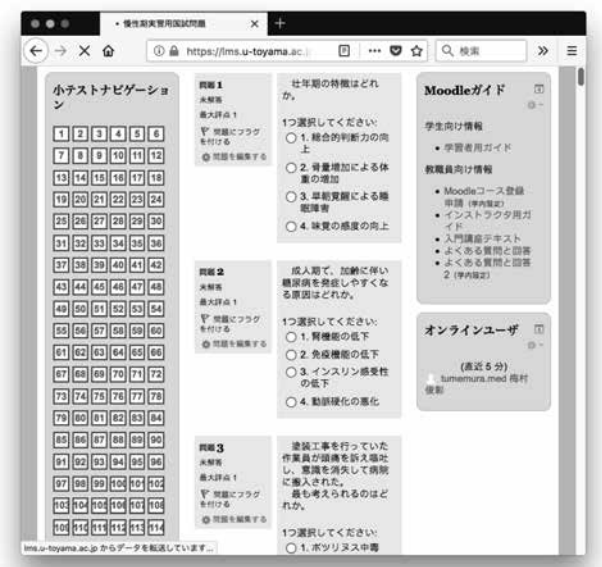 • 慢性期実習用国試問題
https://lms.u-toyama.ac.j
検索
小テストナビゲーショ
ン
1 2 3 4 5 6
7 8 9 10 11 12
13 14 15 16 17 18
19 20 21 22 23 24
25 26 27 28 29 30
31 32 33 34 35 36
37 38 39 40 41 42
43 44 45 46 47 48
49 50 51 52 53 54
55 56 57 58 59 60
61 62 63 64 65 66
67 68 69 70 71 72
73 74 75 76 77 78
79 80 81 82 83 84
85 86 87 88 89 90
91 92 93 94 95 96
97 98 99 100 101 102
103 104 105 106 107 108
109 110 111 112 113 114
問題 1
未解答
最大評点 1
問題にフラグ
を付ける
問題を編集する
壮年期の特徴はどれ
か。
1つ選択してください:
1. 総合的判断力の向
上
2. 骨量増加による体
重の増加
3. 早朝覚醒による睡
眠障害
4. 味覚の感度の向上
問題 2
未解答
最大評点 1
問題にフラグ
を付ける
問題を編集する
成人期で、加齢に伴い
糖尿病を発症しやすくな
る原因はどれか。
1つ選択してください:
1. 腎機能の低下
2. 免疫機能の低下
3. インスリン感受性
の低下
4. 動脈硬化の悪化
問題 3
未解答
最大評点 1
問題にフラグ
を付ける
問題を編集する
塗装工事を行っていた
作業員が頭痛を訴え嘔吐
し、意識を消失して病院
に搬入された。
最も考えられるのはど
れか。
1つ選択してください:
1. ボツリヌス中毒
Moodleガイド
学生向け情報
• 学習者用ガイド
教職員向け情報
• Moodleコース登録
申請 (学内限定)
• インストラクタ用ガ
イド
• 入門講座テキスト
• よくある質問と回答
• よくある質問と回答
2 (学内限定)
オンラインユーザ
(直近 5 分)
tumemura.med 梅村
俊彰
lms.u-toyama.ac.jp からデータを転送しています...